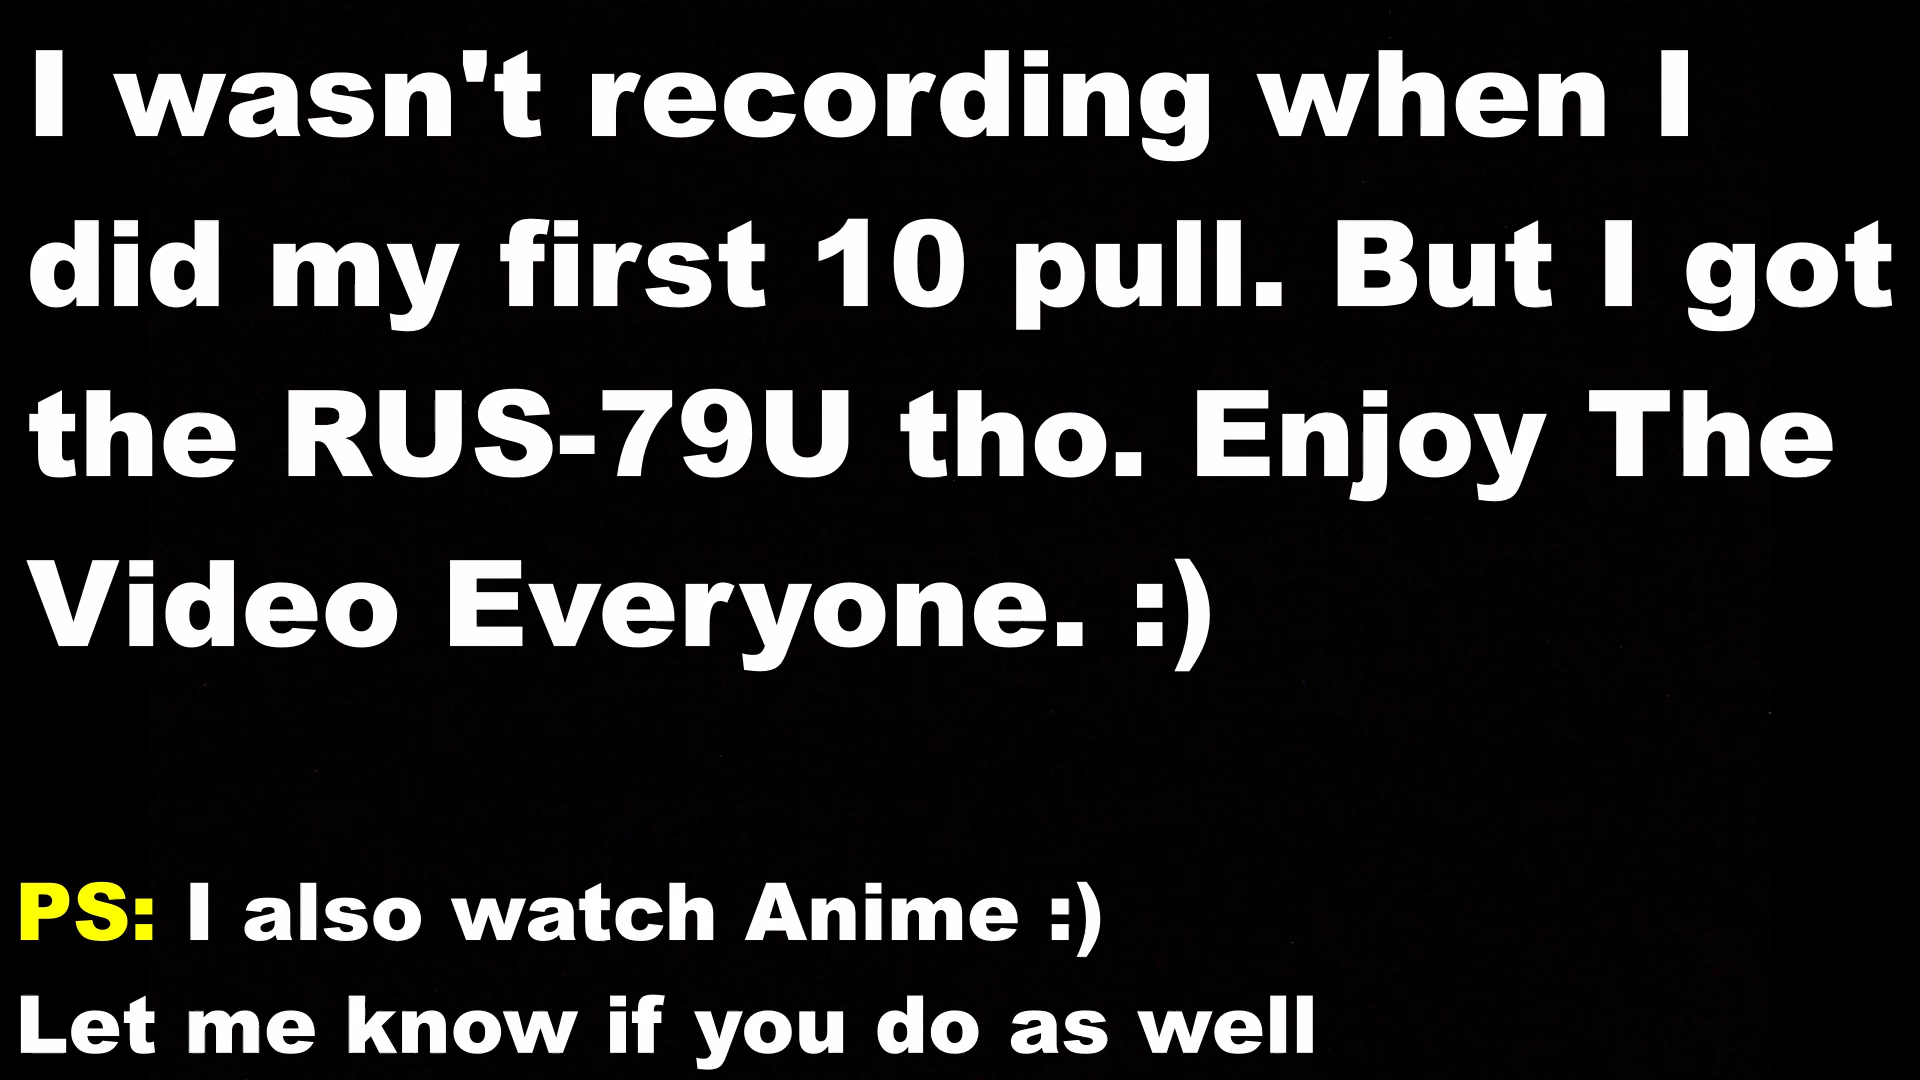 I wasn't recording when I
did my first 10 pull. But I got
the RUS-79U tho. Enjoy The
Video Everyone. :)
PS: I also watch Anime :)
Let me know if you do as well